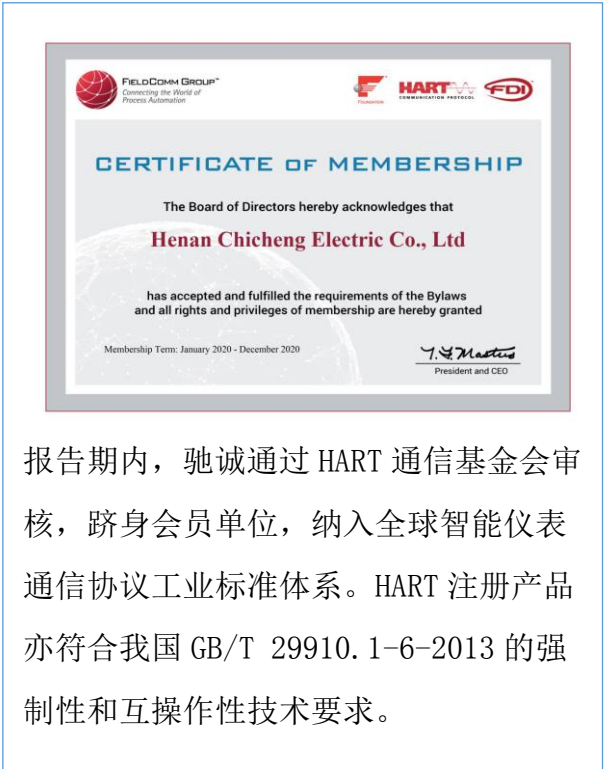 FIELDCOMM GROUP™
Connecting the World of
Process Automation
FOUNDATION
HART
COMMUNICATION PROTOCOL
FDI
CERTIFICATE OF MEMBERSHIP
The Board of Directors hereby acknowledges that
Henan Chicheng Electric Co., Ltd
has accepted and fulfilled the requirements of the Bylaws
and all rights and privileges of membership are hereby granted
Membership Term: January 2020 - December 2020
President and CEO
报告期内，驰诚通过 HART 通信基金会审
核，跻身会员单位，纳入全球智能仪表
通信协议工业标准体系。HART 注册产品
亦符合我国 GB/T 29910.1-6-2013 的强
制性和互操作性技术要求。